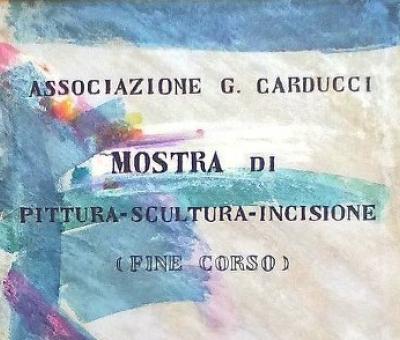 ASSOCIAZIONE G. CARDUCCI
MOSTRA DI
PITTURA-SCULTURA-INCISIONE
(FINE CORSO)